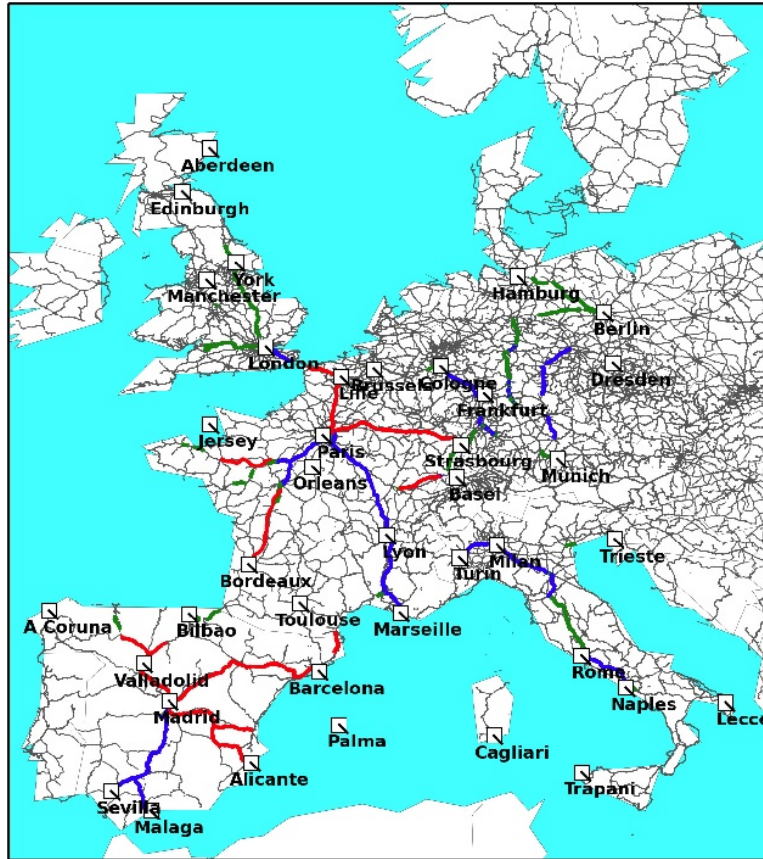 Aberdeen
Edinburgh
York
Manchester
Hamburg
Berlin
London
Lille
Brussels
Cologne
Dresden
Frankfurt
Jersey
Paris
Strasbourg
Munich
Orleans
Basel
Lyon
Milan
Trieste
Turin
Bordeaux
Toulouse
Marseille
A Coruna
Bilbao
Valladolid
Barcelona
Rome
Naples
Lecce
Madrid
Palma
Cagliari
Alicante
Trapani
Sevilla
Malaga